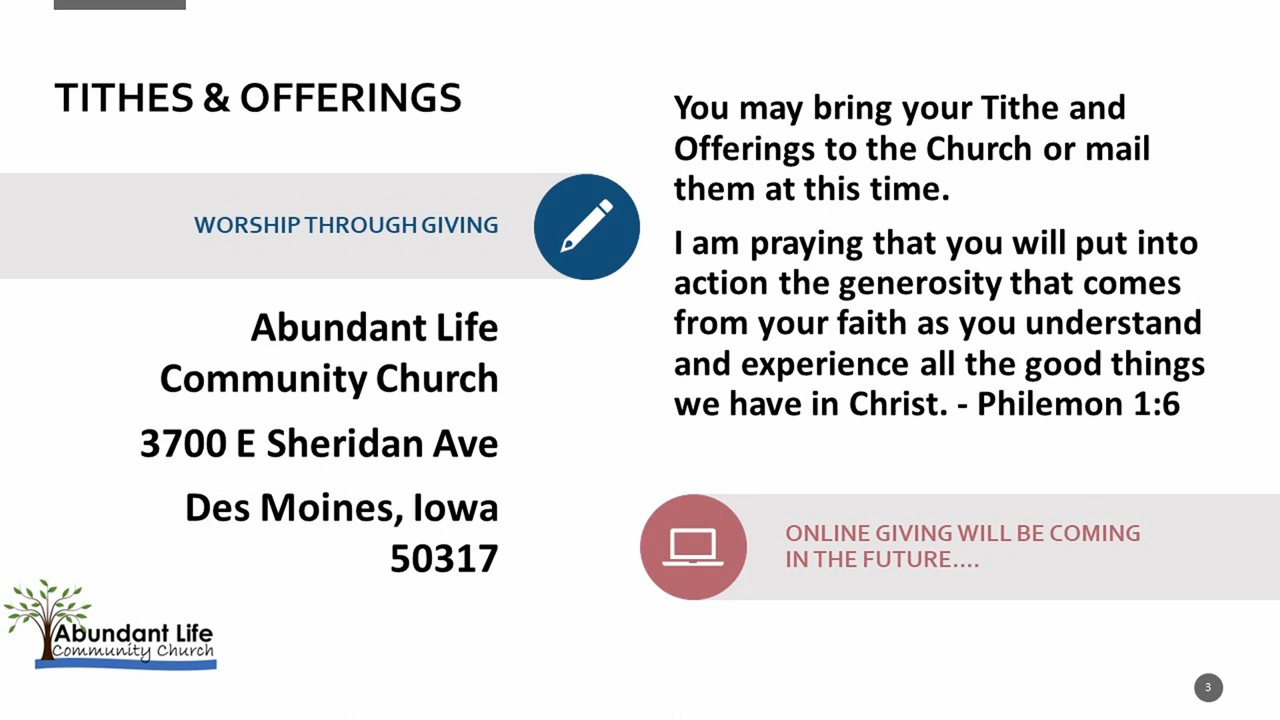 TITHES & OFFERINGS
WORSHIP THROUGH GIVING
Abundant Life
Community Church
3700 E Sheridan Ave
Des Moines, Iowa
50317
You may bring your Tithe and
Offerings to the Church or mail
them at this time.
I am praying that you will put into
action the generosity that comes
from your faith as you understand
and experience all the good things
we have in Christ. - Philemon 1:6
ONLINE GIVING WILL BE COMING
IN THE FUTURE....
Abundant Life
Community Church
3